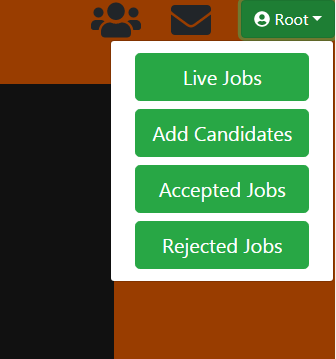 Root
Live Jobs
Add Candidates
Accepted Jobs
Rejected Jobs